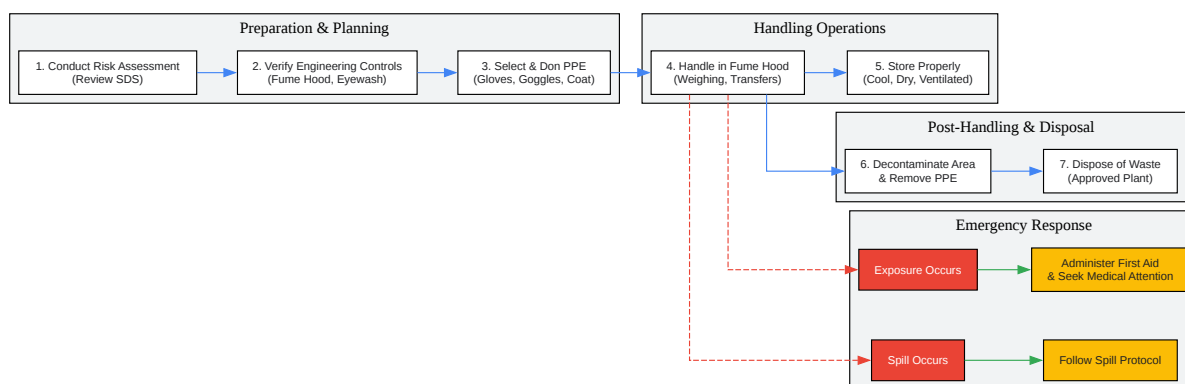 Preparation & Planning
1. Conduct Risk Assessment
(Review SDS)
2. Verify Engineering Controls
(Fume Hood, Eyewash)
3. Select & Don PPE
(Gloves, Goggles, Coat)
Handling Operations
4. Handle in Fume Hood
(Weighing, Transfers)
5. Store Properly
(Cool, Dry, Ventilated)
Post-Handling & Disposal
6. Decontaminate Area
& Remove PPE
7. Dispose of Waste
(Approved Plant)
Emergency Response
Exposure Occurs
Administer First Aid
& Seek Medical Attention
Spill Occurs
Follow Spill Protocol